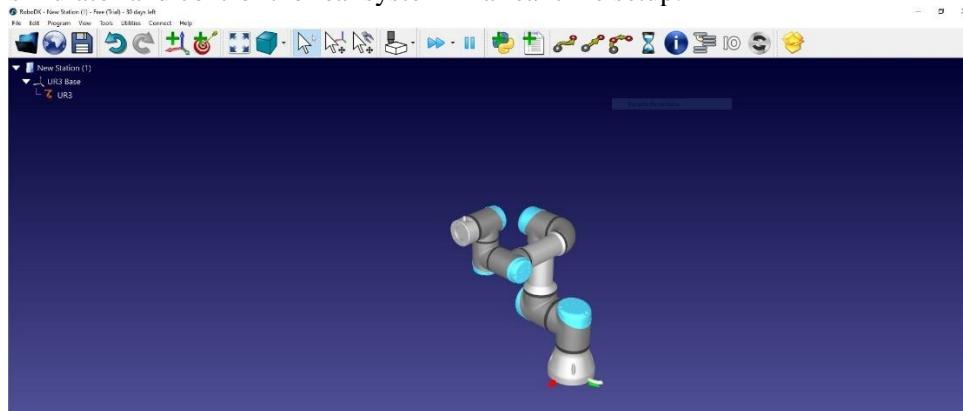 RoboDK - New Station (1) - Free (Trial) - 30 days left
File Edit Program View Tools Utilities Connect Help
IO
New Station (1)
UR3 Base
UR3